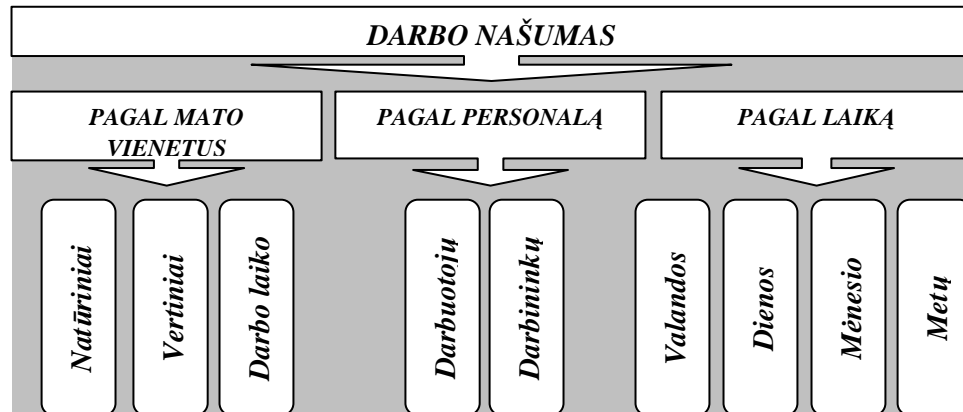 DARBO NAŠUMAS
PAGAL MATO
VIENETUS
PAGAL PERSONALĄ
PAGAL LAIKĄ
Natūriniai
Vertiniai
Darbo laiko
Darbuotojų
Darbininkų
Valandos
Dienos
Mėnesio
Metų